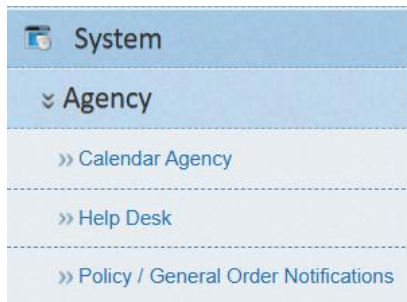 System
Agency
Calendar Agency
Help Desk
Policy / General Order Notifications